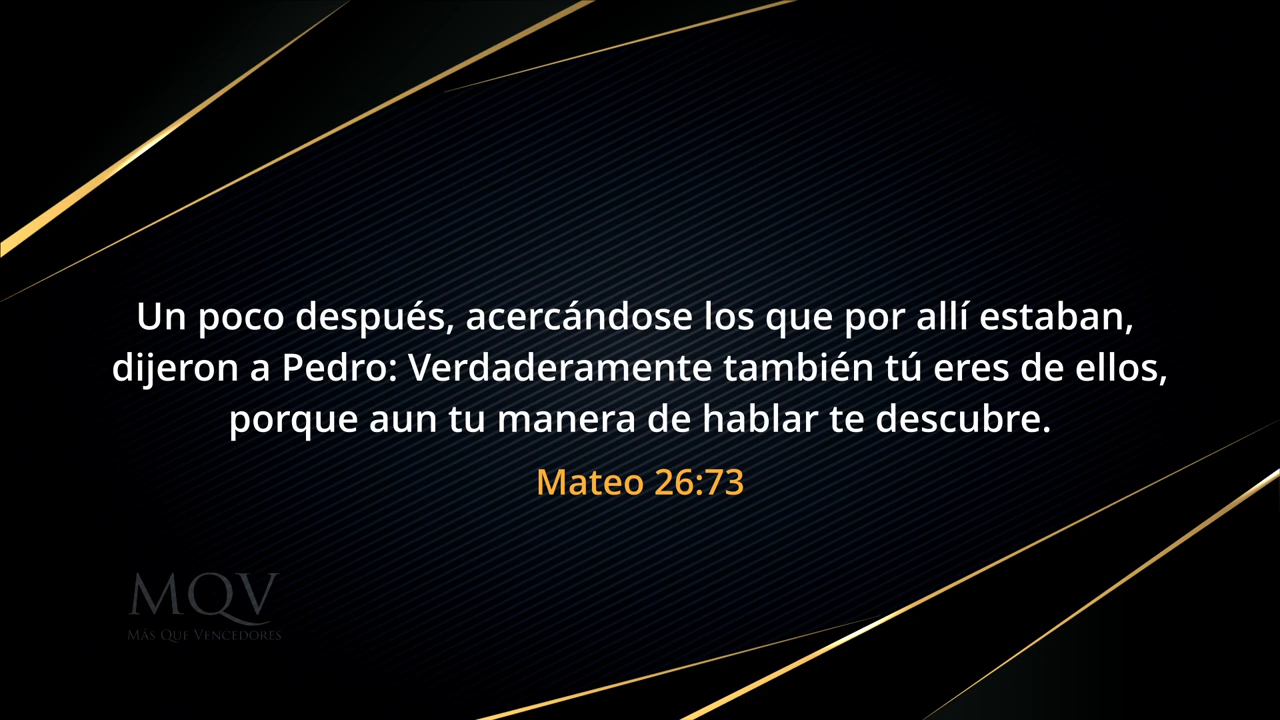 Un poco después, acercándose los que por allí estaban,
dijeron a Pedro: Verdaderamente también tú eres de ellos,
porque aun tu manera de hablar te descubre.
Mateo 26:73
MQV
Más Que Vencedores